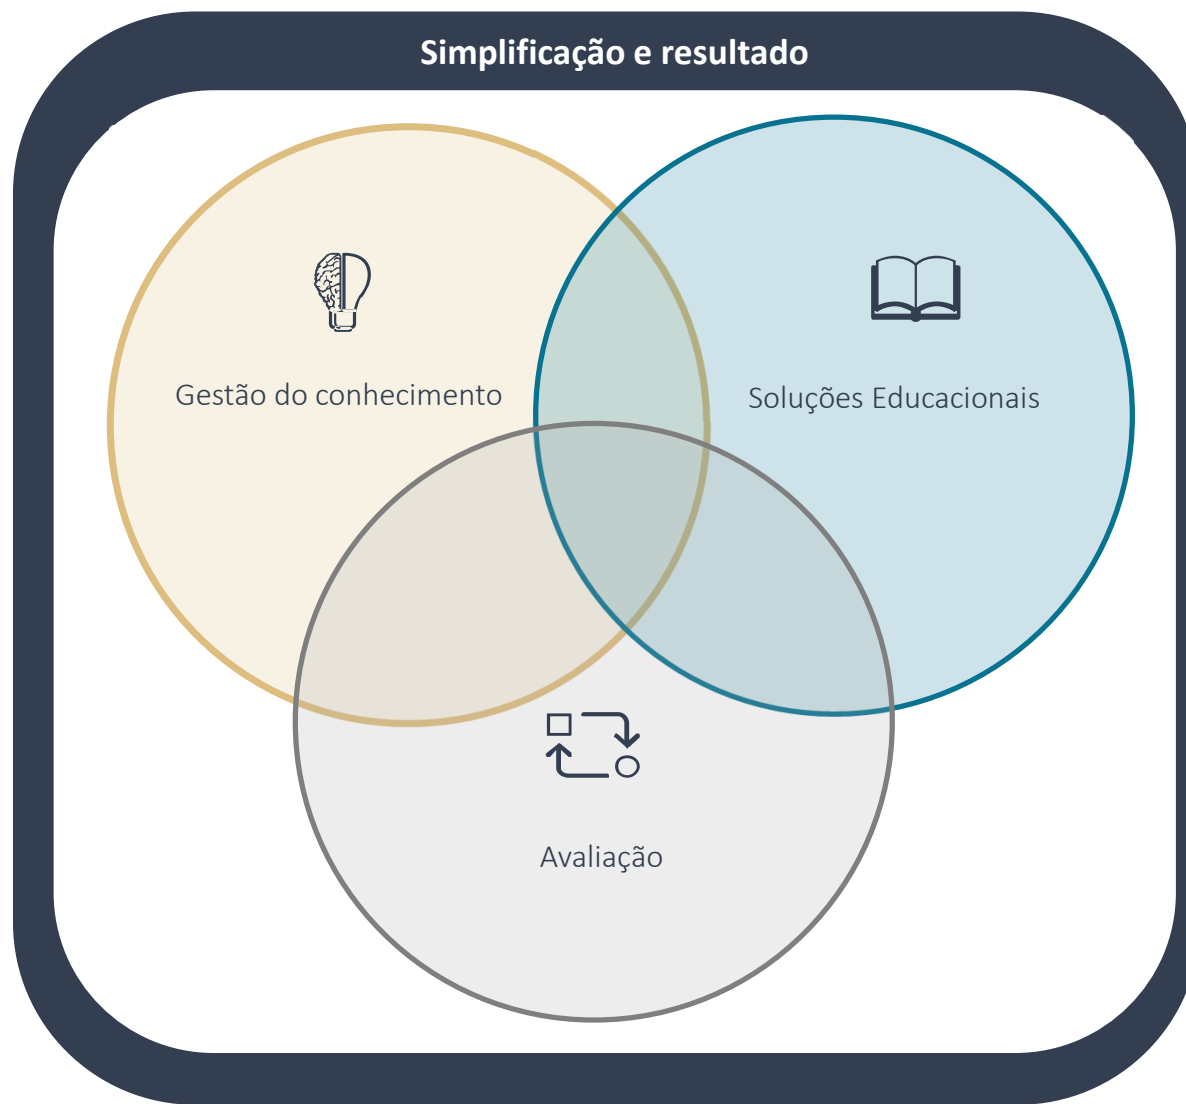 Simplificação e resultado
Gestão do conhecimento
Soluções Educacionais
Avaliação